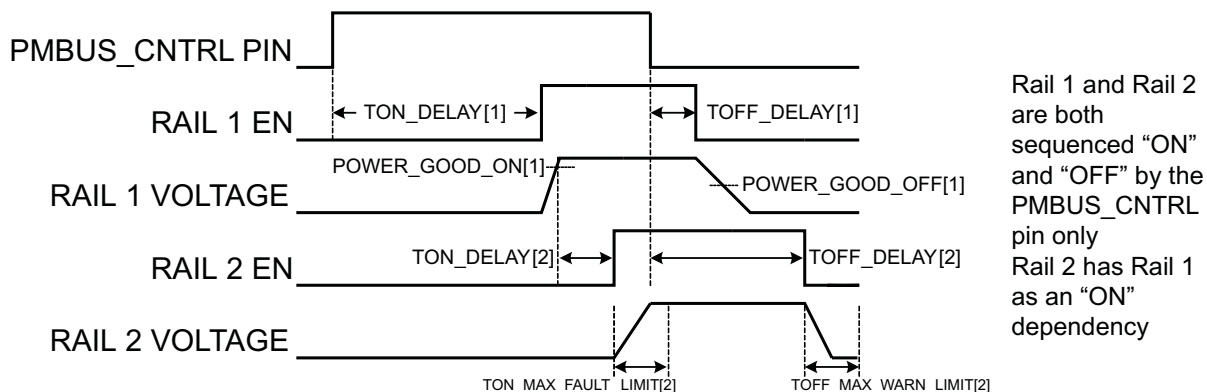 PMBUS_CNTRL PIN
TON_DELAY[1]
TOFF_DELAY[1]
RAIL 1 EN
POWER_GOOD_ON[1]
RAIL 1 VOLTAGE
POWER_GOOD_OFF[1]
TON_DELAY[2]
TOFF_DELAY[2]
RAIL 2 EN
RAIL 2 VOLTAGE
TON_MAX_FAULT_LIMIT[2]
TOFF_MAX_WARN_LIMIT[2]
Rail 1 and Rail 2
are both
sequenced “ON”
and “OFF” by the
PMBUS_CNTRL
pin only
Rail 2 has Rail 1
as an “ON”
dependency